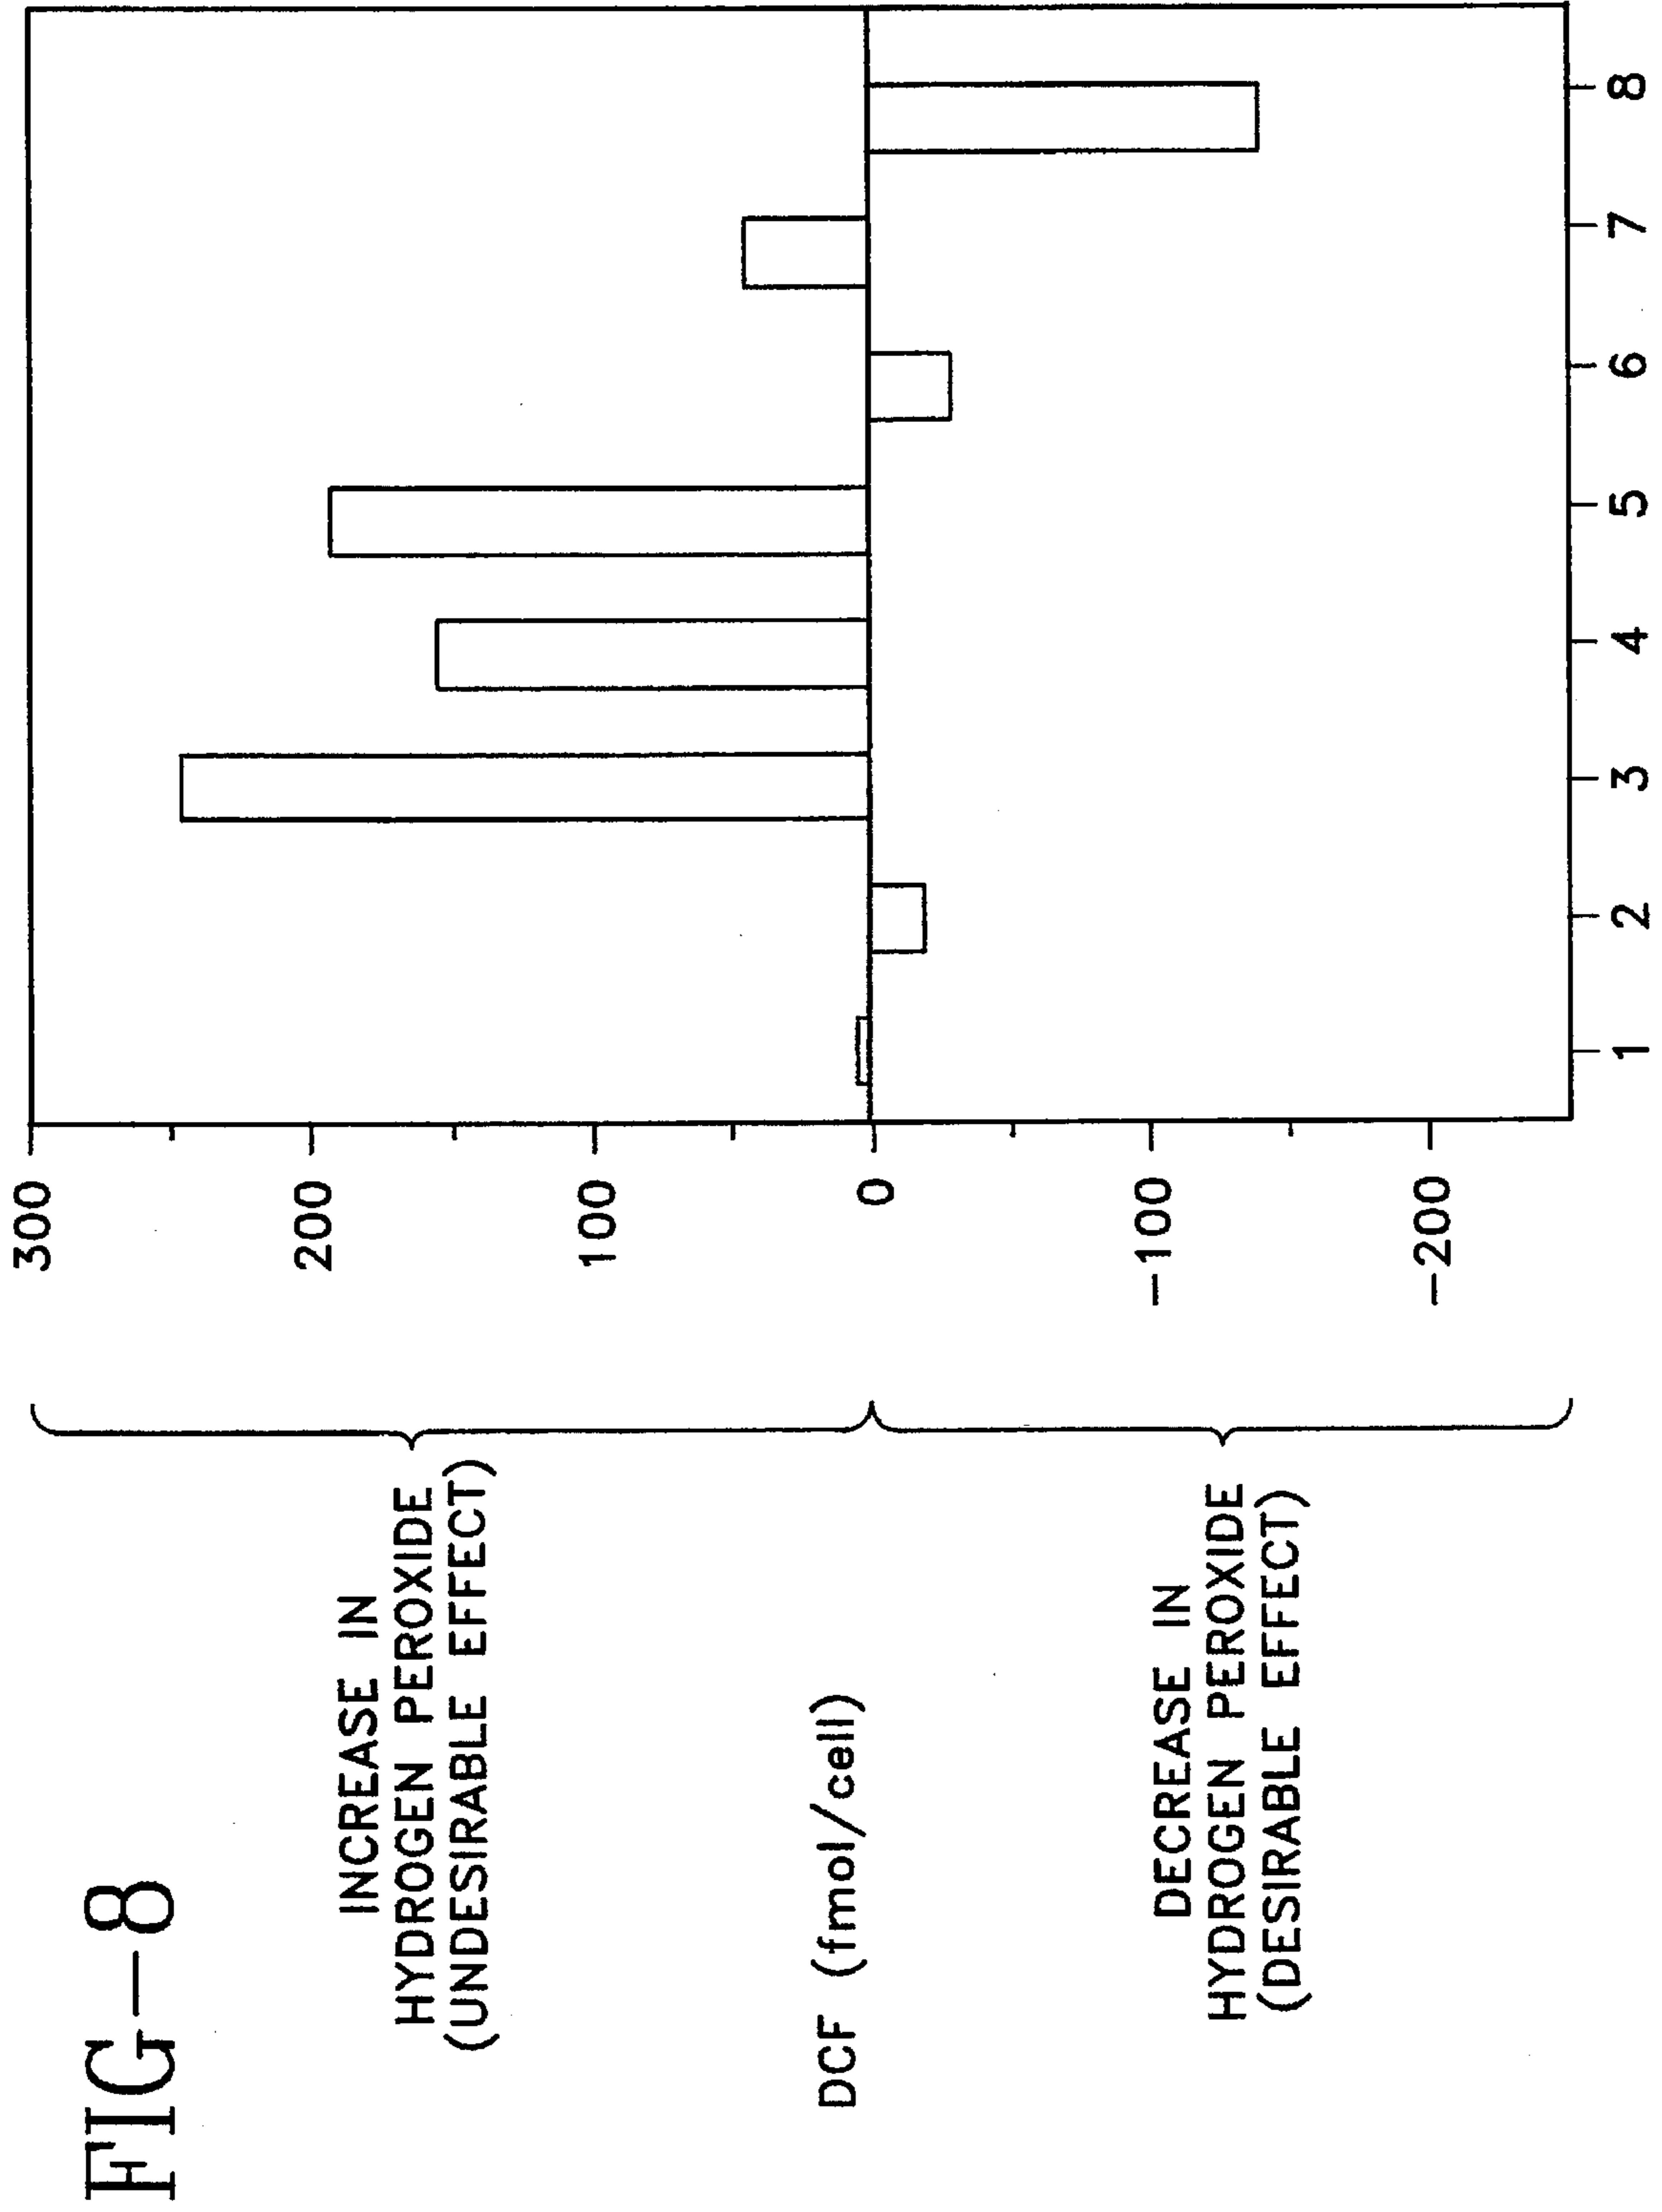 FIG-8
INCREASE IN
HYDROGEN PEROXIDE
(UNDESIRABLE EFFECT)
DCF (fmol/cell)
DECREASE IN
HYDROGEN PEROXIDE
(DESIRABLE EFFECT)
300
200
100
0
-100
-200
1 2 3 4 5 6 7 8